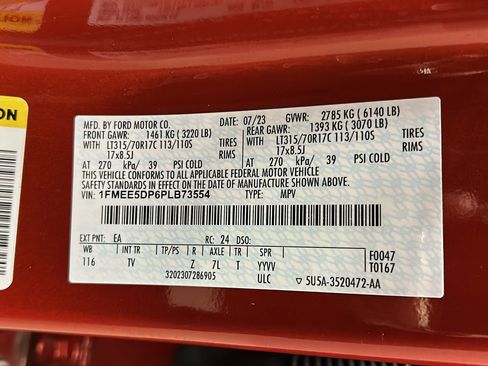 ON
MFD. BY FORD MOTOR CO.
07/23 GVWR: 2785 KG ( 6140 LB)
FRONT GAWR: 1461 KG ( 3220 LB) REAR GAWR: 1393 KG ( 3070 LB)
WITH LT315/70R17C 113/110S TIRES WITH LT315/70R17C 113/110S TIRES
17x8.5J RIMS 17x8.5J RIMS
AT 270 kPa/ 39 PSI COLD AT 270 kPa/ 39 PSI COLD
THIS VEHICLE CONFORMS TO ALL APPLICABLE FEDERAL MOTOR VEHICLE
SAFETY STANDARDS IN EFFECT ON THE DATE OF MANUFACTURE SHOWN ABOVE.
VIN: 1FMEE5DP6PLB73554 TYPE: MPV
EXT PNT: EA RC: 24 DSO:
WB INT TR TP/PS R AXLE TR SPR F0047
116 TV Z 7L T YYYV T0167
320230728​6905 ULC ▽ 5U5A-3520472-AA